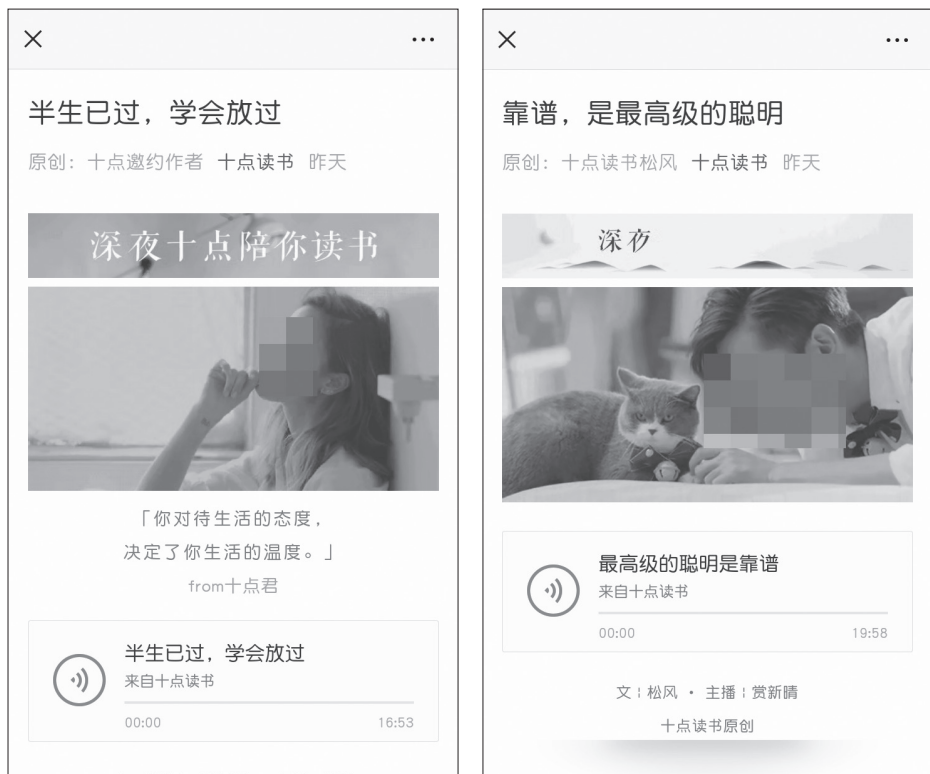 半生已过，学会放过
原创：十点邀约作者 十点读书 昨天
深夜十点陪你读书
「你对待生活的态度，
决定了你生活的温度。」
from十点君
半生已过，学会放过
来自十点读书
00:00 16:53
靠谱，是最高级的聪明
原创：十点读书松风 十点读书 昨天
深夜
最高级的聪明是靠谱
来自十点读书
00:00 19:58
文¦松风 · 主播¦赏新晴
十点读书原创